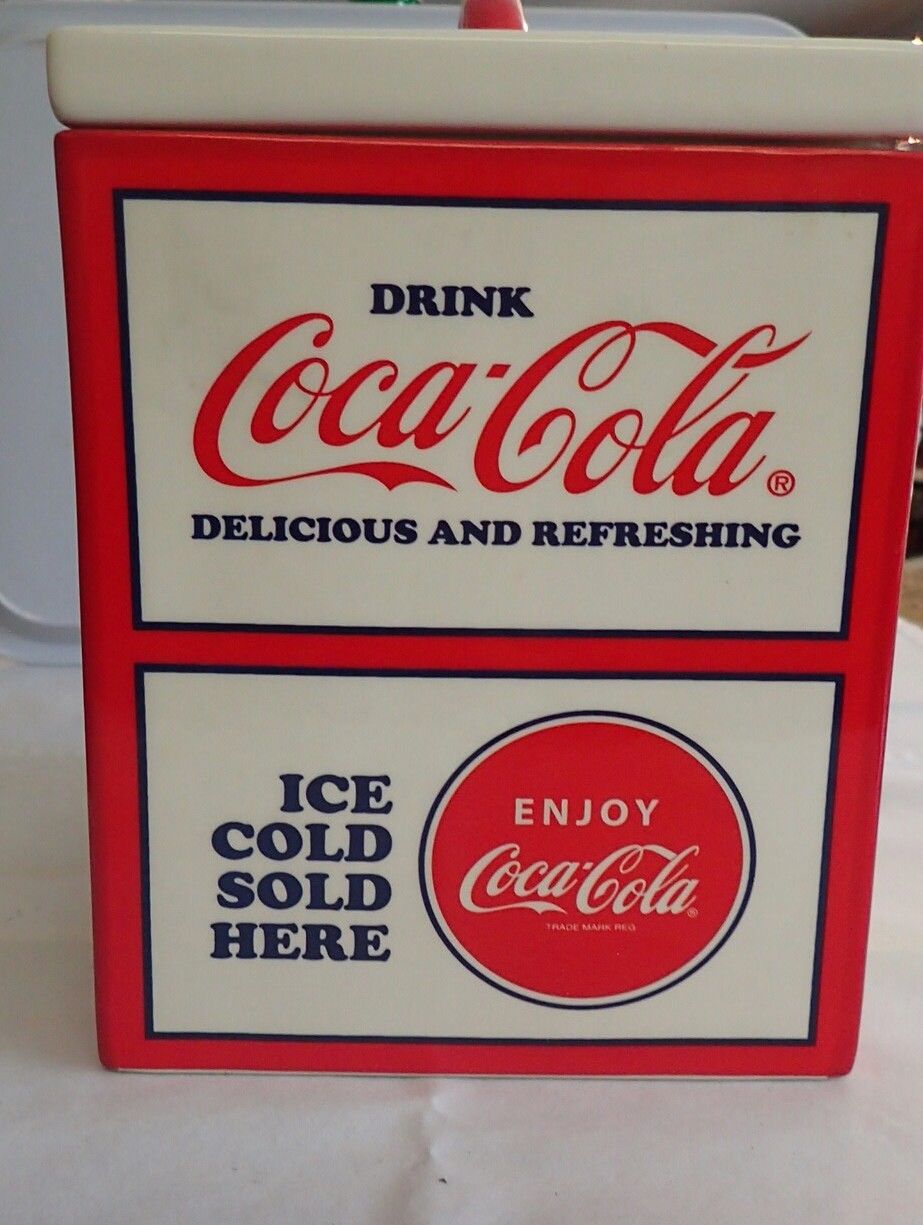 DRINK
Coca-Cola®
DELICIOUS AND REFRESHING
ICE
COLD
SOLD
HERE
ENJOY
Coca-Cola®
TRADE MARK REG